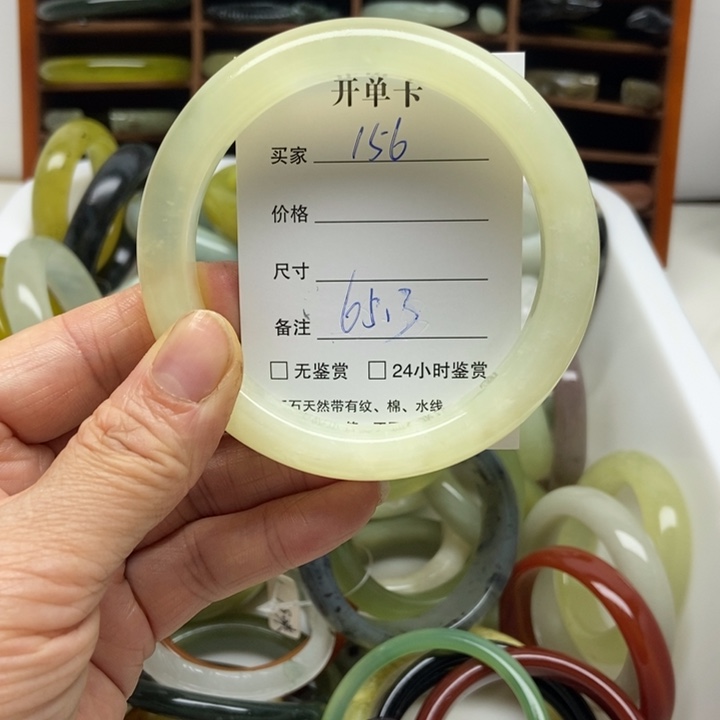 开单卡
买家 156
价格
尺寸
备注 65.3
□ 无鉴赏 □ 24小时鉴赏
石天然带有纹、棉、水线